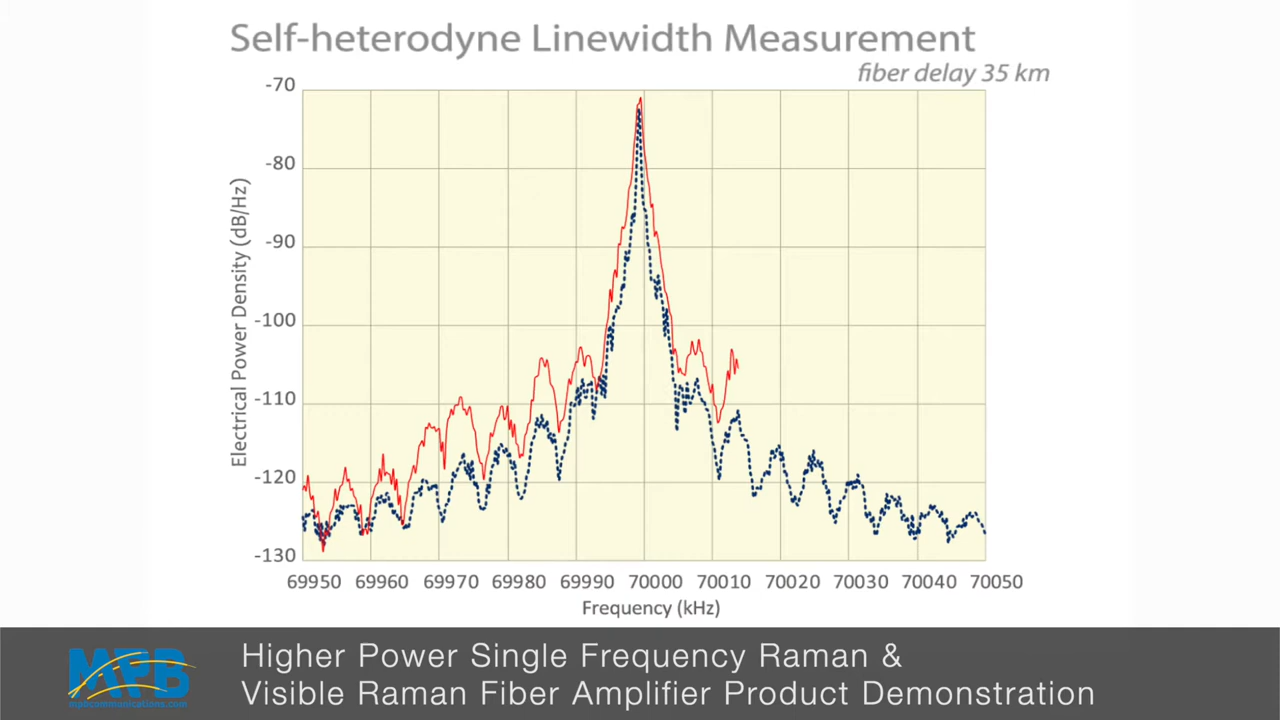 Self-heterodyne Linewidth Measurement
fiber delay 35 km
-70
-80
-90
-100
-110
-120
-130
Electrical Power Density (dB/Hz)
69950 69960 69970 69980 69990 70000 70010 70020 70030 70040 70050
Frequency (kHz)
MPB
mpbcommunications.com
Higher Power Single Frequency Raman &
Visible Raman Fiber Amplifier Product Demonstration